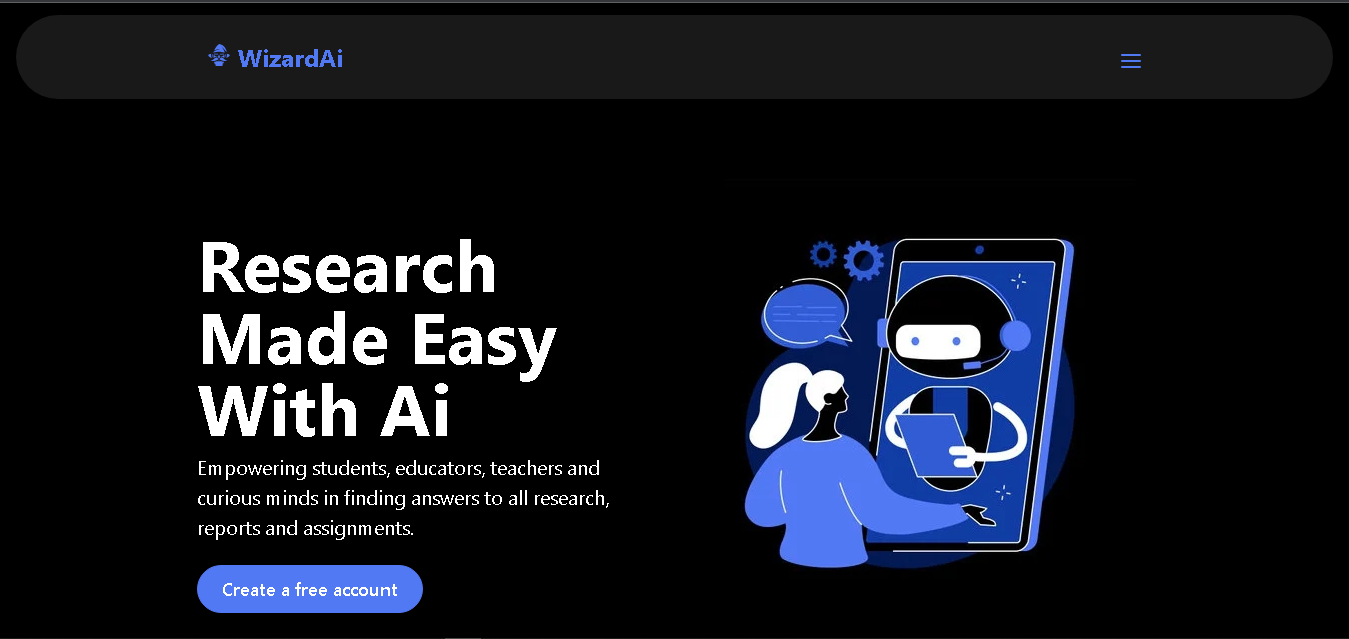 WizardAi
Research
Made Easy
With Ai
Empowering students, educators, teachers and
curious minds in finding answers to all research,
reports and assignments.
Create a free account